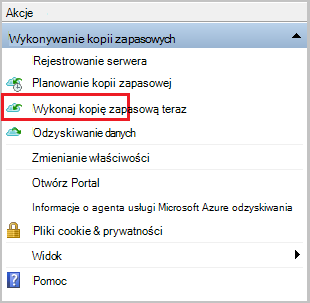 Akcje
Wykonywanie kopii zapasowych
Rejestrowanie serwera
Planowanie kopii zapasowej
Wykonaj kopię zapasową teraz
Odzyskiwanie danych
Zmienianie właściwości
Otwórz Portal
Informacje o agenta usługi Microsoft Azure odzyskiwania
Pliki cookie & prywatności
Widok
Pomoc